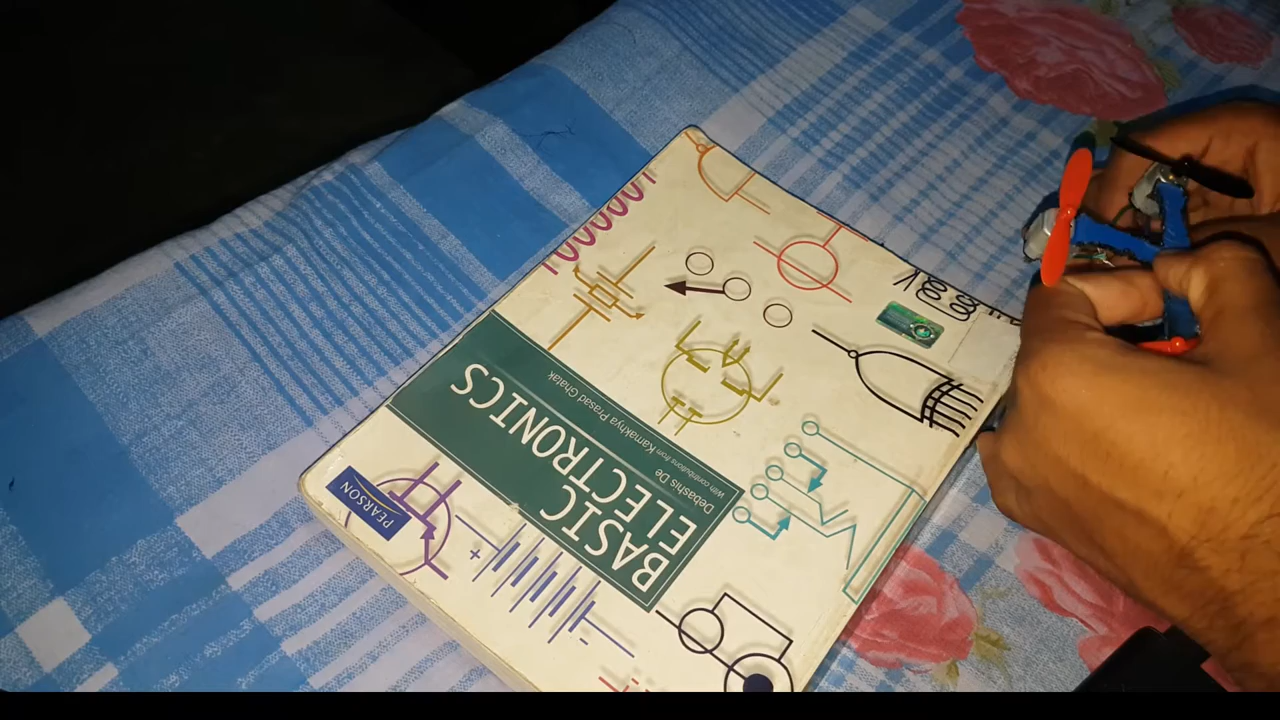 BASIC
ELECTRONICS
Debashis De
With contributions from Kamakhya Prasad Ghatak
PEARSON
+
-